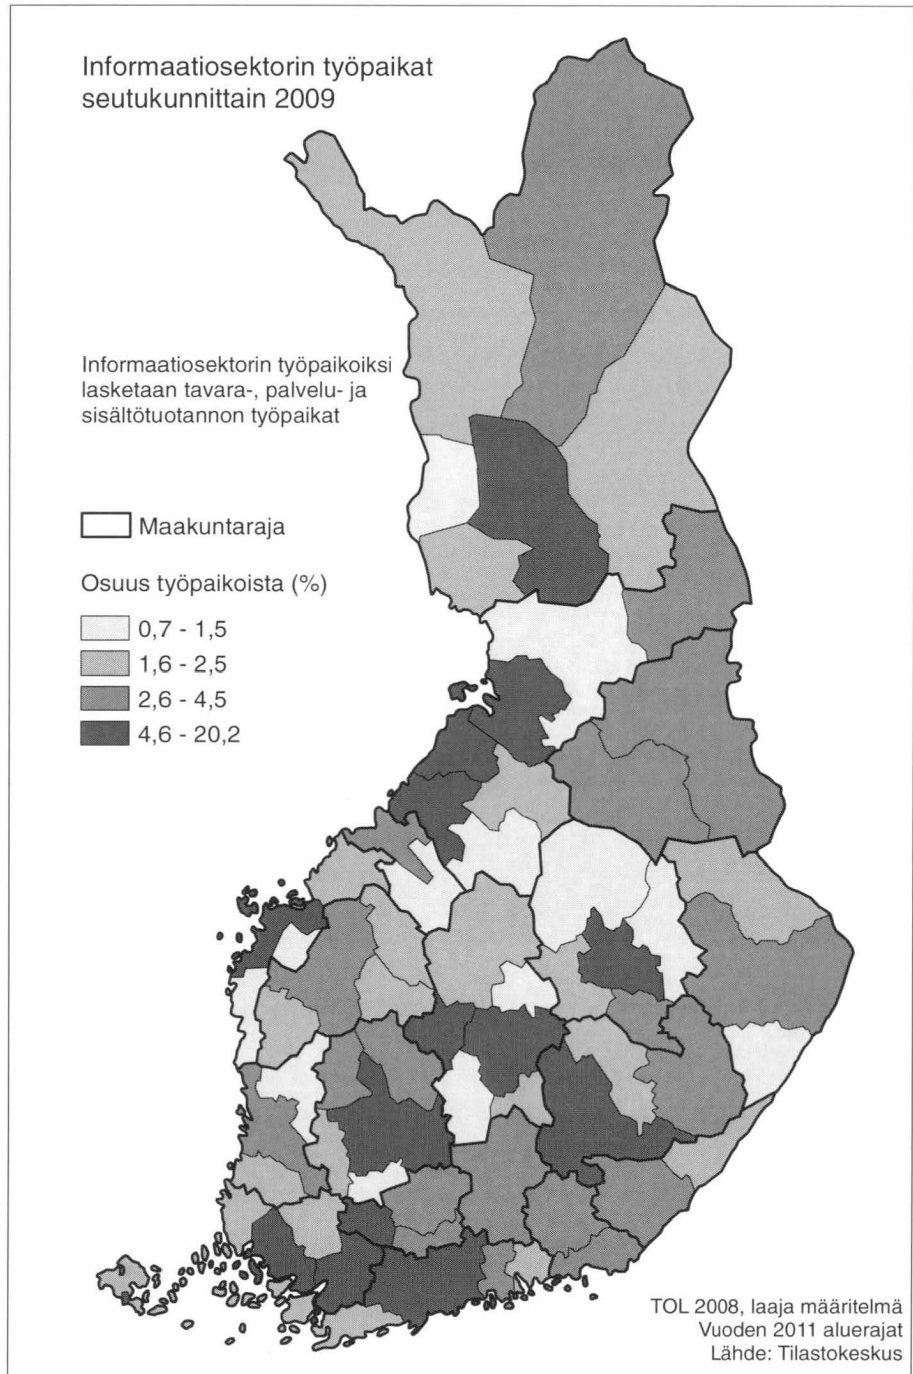 Informaatiosektorin työpaikat
seutukunnittain 2009
Informaatiosektorin työpaikoiksi
lasketaan tavara-, palvelu- ja
sisältötuotannon työpaikat
Maakuntaraja
Osuus työpaikoista (%)
0,7 - 1,5
1,6 - 2,5
2,6 - 4,5
4,6 - 20,2
TOL 2008, laaja määritelmä
Vuoden 2011 aluerajat
Lähde: Tilastokeskus